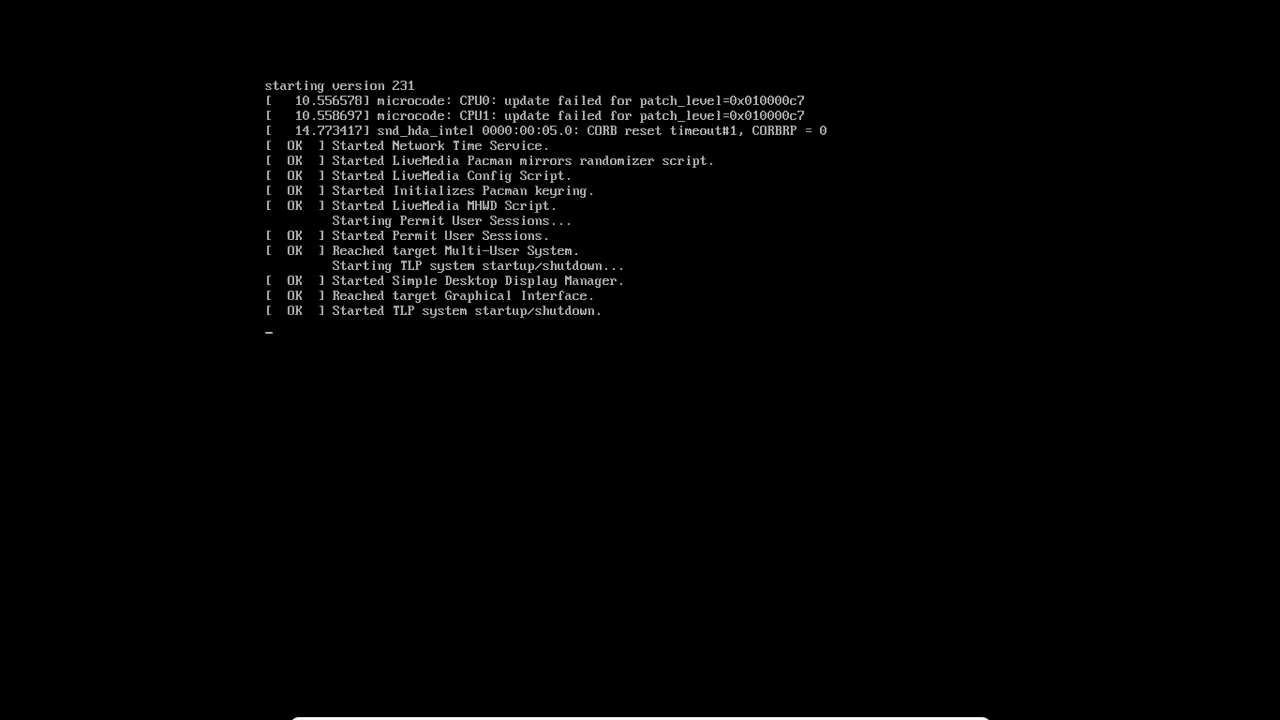 starting version 231
[   10.556578] microcode: CPU0: update failed for patch_level=0x010000c7
[   10.558697] microcode: CPU1: update failed for patch_level=0x010000c7
[   14.773417] snd_hda_intel 0000:00:05.0: CORB reset timeout#1, CORBRP = 0
[  OK  ] Started Network Time Service.
[  OK  ] Started LiveMedia Pacman mirrors randomizer script.
[  OK  ] Started LiveMedia Config Script.
[  OK  ] Started Initializes Pacman keyring.
[  OK  ] Started LiveMedia MHWD Script.
         Starting Permit User Sessions...
[  OK  ] Started Permit User Sessions.
[  OK  ] Reached target Multi-User System.
         Starting TLP system startup/shutdown...
[  OK  ] Started Simple Desktop Display Manager.
[  OK  ] Reached target Graphical Interface.
[  OK  ] Started TLP system startup/shutdown.
_